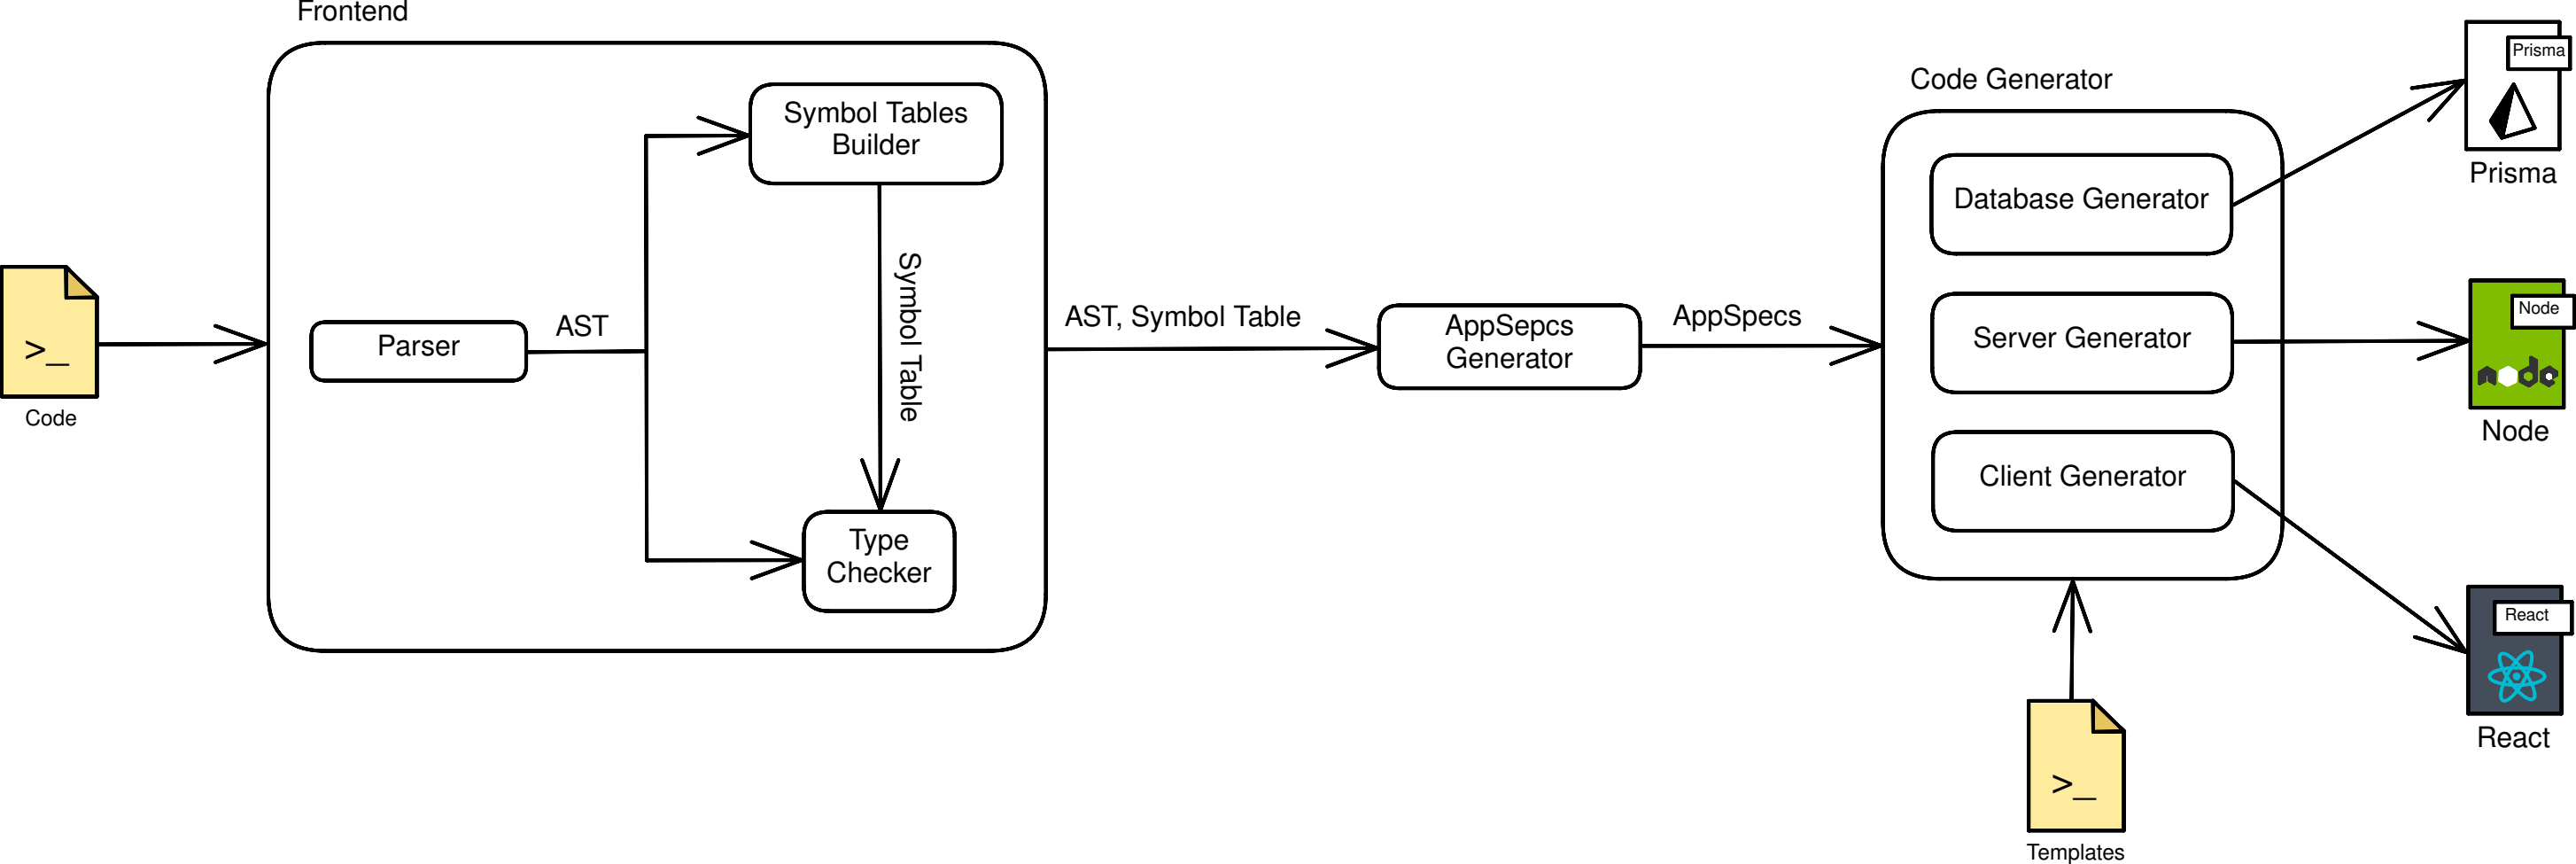 Frontend
Symbol Tables
Builder
Parser
AST
Symbol Table
Type
Checker
>_
Code
AST, Symbol Table
AppSepcs
Generator
AppSpecs
Code Generator
Database Generator
Server Generator
Client Generator
>_
Templates
Prisma
Prisma
Node
node
Node
React
React